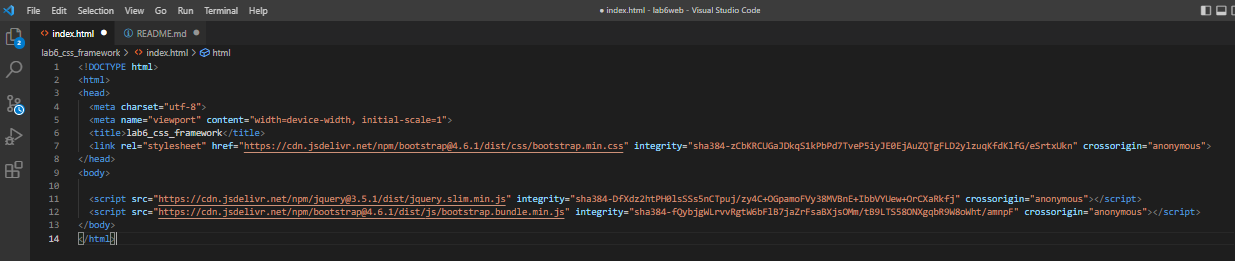 File Edit Selection View Go Run Terminal Help ● index.html - lab6web - Visual Studio Code
<> index.html ● ⓘ README.md ●
lab6_css_framework > <> index.html > html
2
1 <!DOCTYPE html>
2 <html>
3 <head>
4 <meta charset="utf-8">
5 <meta name="viewport" content="width=device-width, initial-scale=1">
6 <title>lab6_css_framework</title>
7 <link rel="stylesheet" href="https://cdn.jsdelivr.net/npm/bootstrap@4.6.1/dist/css/bootstrap.min.css" integrity="sha384-zCbKRCUGaJDkqS1kPbPd7TveP5iyJE0EjAuZQTgFLD2ylzuqKfdKlfG/eSrtxUkn" crossorigin="anonymous">
8 </head>
9 <body>
10
11 <script src="https://cdn.jsdelivr.net/npm/jquery@3.5.1/dist/jquery.slim.min.js" integrity="sha384-DfXdz2htPH0lsSSs5nCTpuj/zy4C+OGpamoFVy38MVBnE+IbbVYUew+OrCXaRkfj" crossorigin="anonymous"></script>
12 <script src="https://cdn.jsdelivr.net/npm/bootstrap@4.6.1/dist/js/bootstrap.bundle.min.js" integrity="sha384-fQybjgWLrvvRgtW6bFlB7jaZrFsaBXjsOMm/tB9LTS58ONXgqbR9W8oWht/amnpF" crossorigin="anonymous"></script>
13 </body>
14 </html>